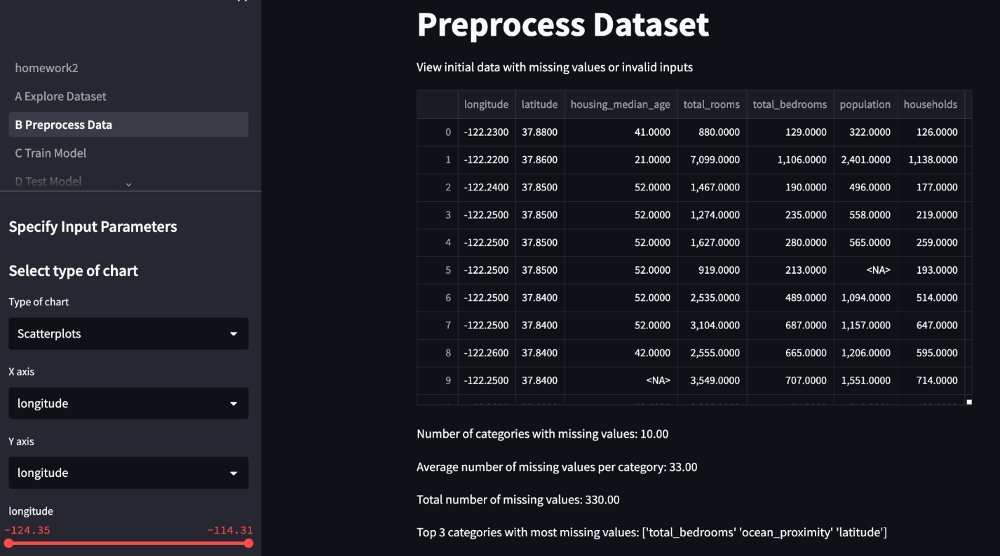 homework2
A Explore Dataset
B Preprocess Data
C Train Model
D Test Model
Specify Input Parameters
Select type of chart
Type of chart
Scatterplots
X axis
longitude
Y axis
longitude
longitude
-124.35 -114.31
Preprocess Dataset
View initial data with missing values or invalid inputs
longitude latitude housing_median_age total_rooms total_bedrooms population households
0 -122.2300 37.8800 41.0000 880.0000 129.0000 322.0000 126.0000
1 -122.2200 37.8600 21.0000 7,099.0000 1,106.0000 2,401.0000 1,138.0000
2 -122.2400 37.8500 52.0000 1,467.0000 190.0000 496.0000 177.0000
3 -122.2500 37.8500 52.0000 1,274.0000 235.0000 558.0000 219.0000
4 -122.2500 37.8500 52.0000 1,627.0000 280.0000 565.0000 259.0000
5 -122.2500 37.8500 52.0000 919.0000 213.0000 <NA> 193.0000
6 -122.2500 37.8400 52.0000 2,535.0000 489.0000 1,094.0000 514.0000
7 -122.2500 37.8400 52.0000 3,104.0000 687.0000 1,157.0000 647.0000
8 -122.2600 37.8400 42.0000 2,555.0000 665.0000 1,206.0000 595.0000
9 -122.2500 37.8400 <NA> 3,549.0000 707.0000 1,551.0000 714.0000
Number of categories with missing values: 10.00
Average number of missing values per category: 33.00
Total number of missing values: 330.00
Top 3 categories with most missing values: ['total_bedrooms' 'ocean_proximity' 'latitude']